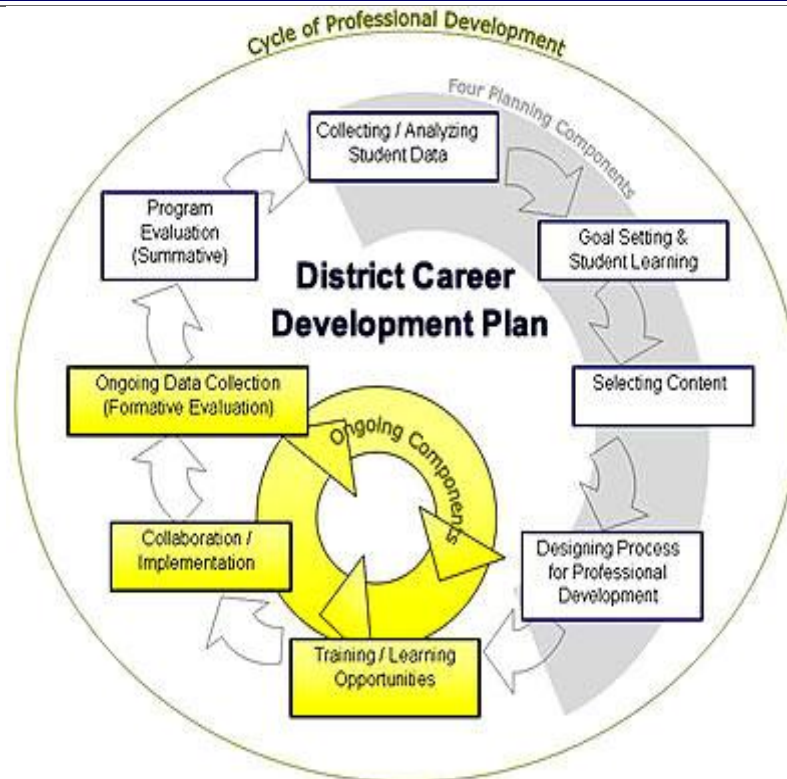 Cycle of Professional Development
Four Planning Components
Collecting / Analyzing
Student Data
Program
Evaluation
(Summative)
Goal Setting &
Student Learning
District Career
Development Plan
Ongoing Data Collection
(Formative Evaluation)
Selecting Content
Ongoing Components
Collaboration /
Implementation
Designing Process
for Professional
Development
Training / Learning
Opportunities